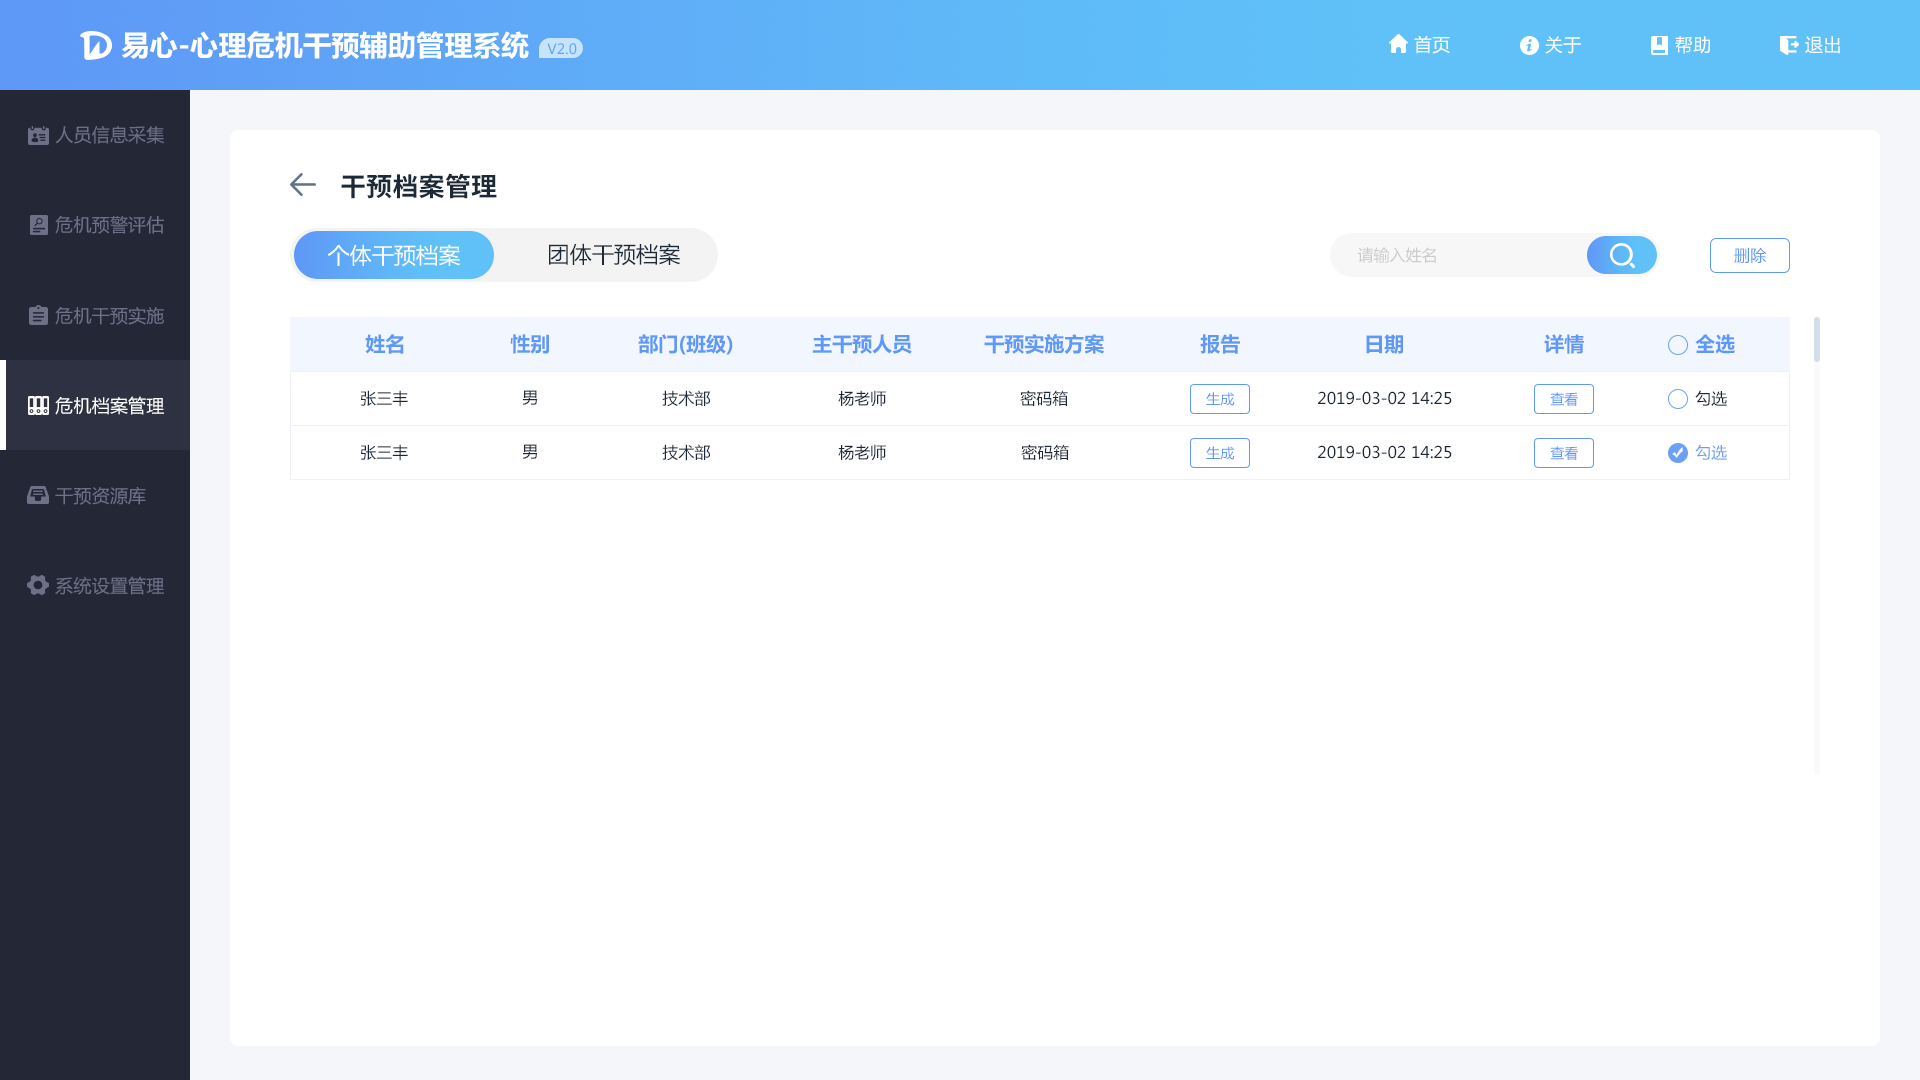 易心-心理危机干预辅助管理系统 V2.0
首页 关于 帮助 退出
人员信息采集
危机预警评估
危机干预实施
危机档案管理
干预资源库
系统设置管理
干预档案管理
个体干预档案 团体干预档案 请输入姓名 删除
姓名 性别 部门(班级) 主干预人员 干预实施方案 报告 日期 详情 全选
张三丰 男 技术部 杨老师 密码箱 生成 2019-03-02 14:25 查看 勾选
张三丰 男 技术部 杨老师 密码箱 生成 2019-03-02 14:25 查看 勾选